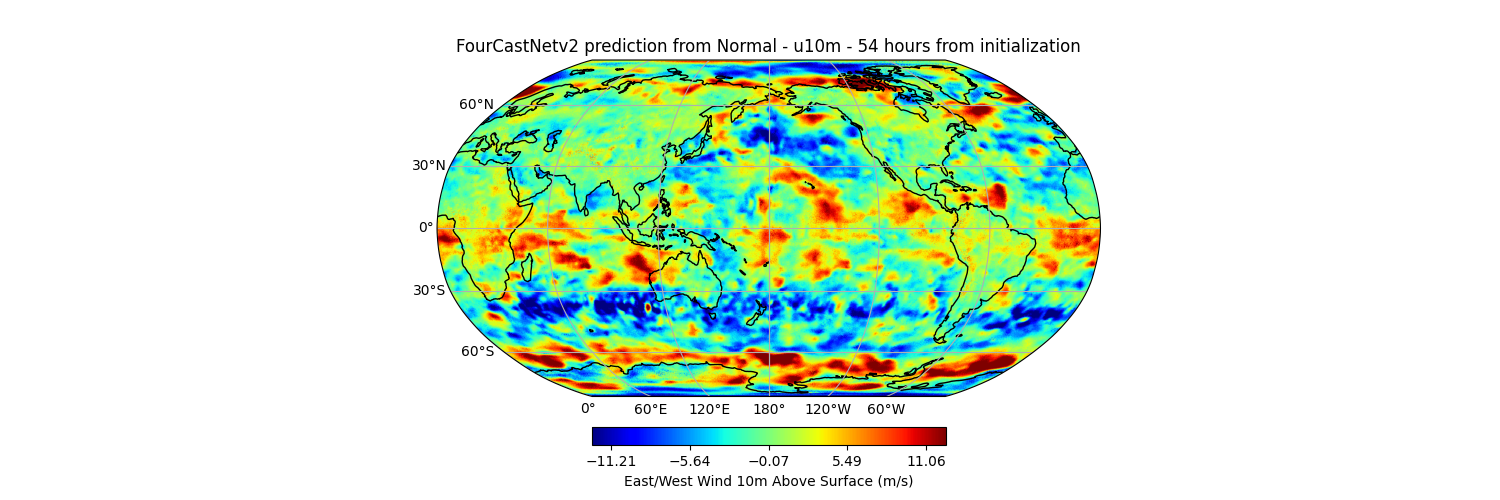 FourCastNetv2 prediction from Normal - u10m - 54 hours from initialization
60°N
30°N
0°
30°S
60°S
0° 60°E 120°E 180° 120°W 60°W
−11.21 −5.64 −0.07 5.49 11.06
East/West Wind 10m Above Surface (m/s)